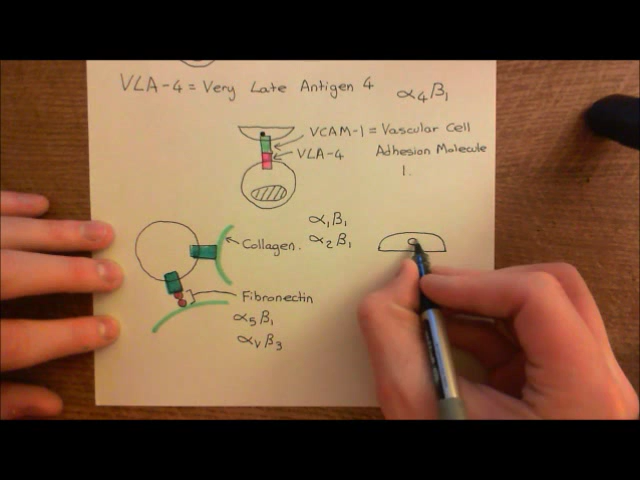 VLA-4 = Very Late Antigen 4 α4β1
VCAM-1 = Vascular Cell
VLA-4 Adhesion Molecule
1.
α1β1
Collagen. α2β1
Fibronectin
α5β1
αvβ3